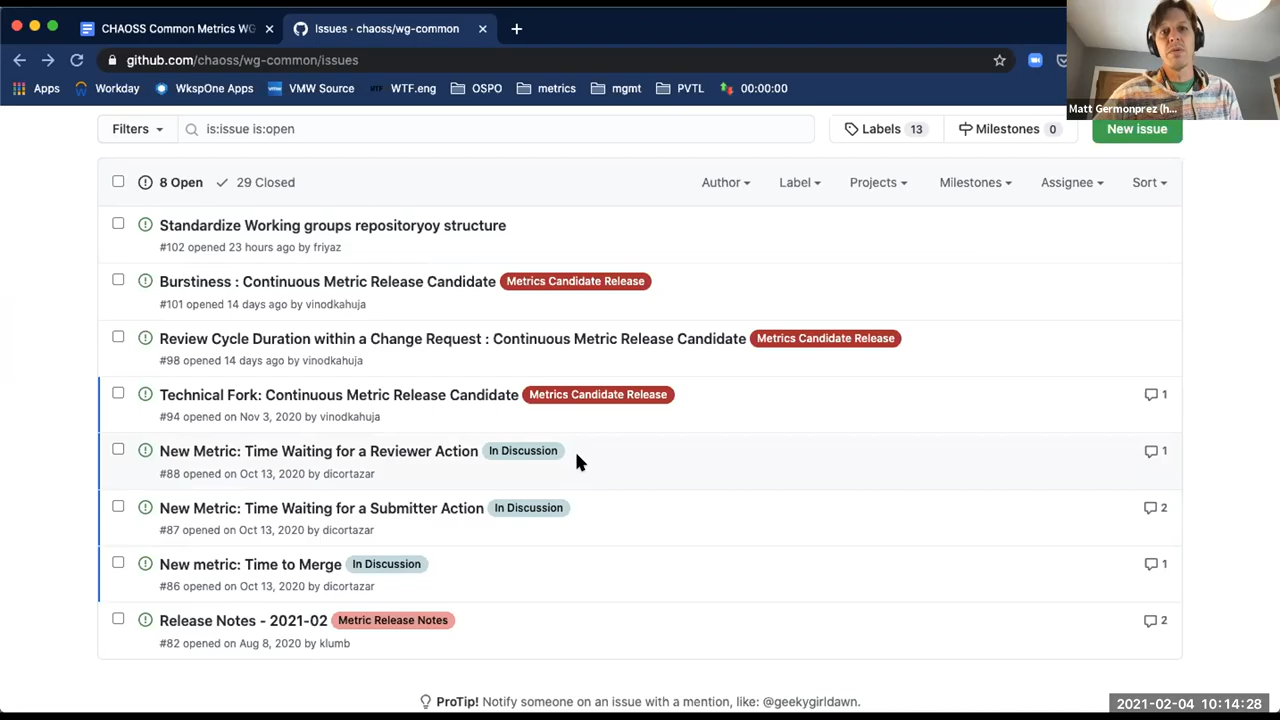 CHAOSS Common Metrics WG
Issues · chaoss/wg-common
github.com/chaoss/wg-common/issues
Apps Workday WkspOne Apps VMW Source WTF.eng OSPO metrics mgmt PVTL 00:00:00
Matt Germonprez (h...
Filters is:issue is:open Labels 13 Milestones 0 New issue
8 Open 29 Closed Author Label Projects Milestones Assignee Sort
Standardize Working groups repositoryoy structure
#102 opened 23 hours ago by friyaz
Burstiness : Continuous Metric Release Candidate Metrics Candidate Release
#101 opened 14 days ago by vinodkahuja
Review Cycle Duration within a Change Request : Continuous Metric Release Candidate Metrics Candidate Release
#98 opened 14 days ago by vinodkahuja
Technical Fork: Continuous Metric Release Candidate Metrics Candidate Release 1
#94 opened on Nov 3, 2020 by vinodkahuja
New Metric: Time Waiting for a Reviewer Action In Discussion 1
#88 opened on Oct 13, 2020 by dicortazar
New Metric: Time Waiting for a Submitter Action In Discussion 2
#87 opened on Oct 13, 2020 by dicortazar
New metric: Time to Merge In Discussion 1
#86 opened on Oct 13, 2020 by dicortazar
Release Notes - 2021-02 Metric Release Notes 2
#82 opened on Aug 8, 2020 by klumb
ProTip! Notify someone on an issue with a mention, like: @geekygirldawn.
2021-02-04 10:14:28